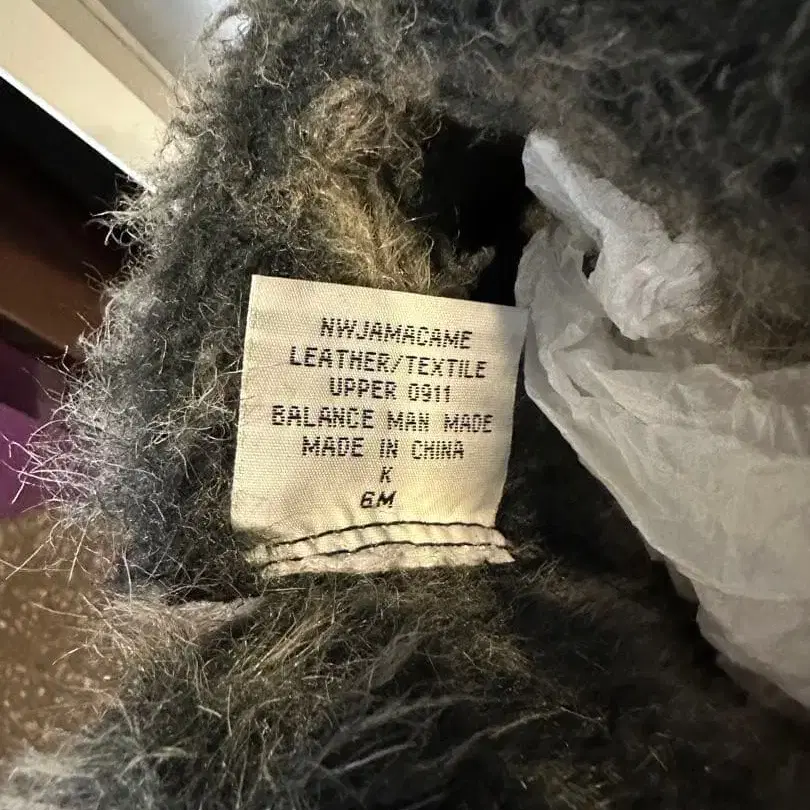 NWJAMACAME
LEATHER/TEXTILE
UPPER 0911
BALANCE MAN MADE
MADE IN CHINA
K
6M